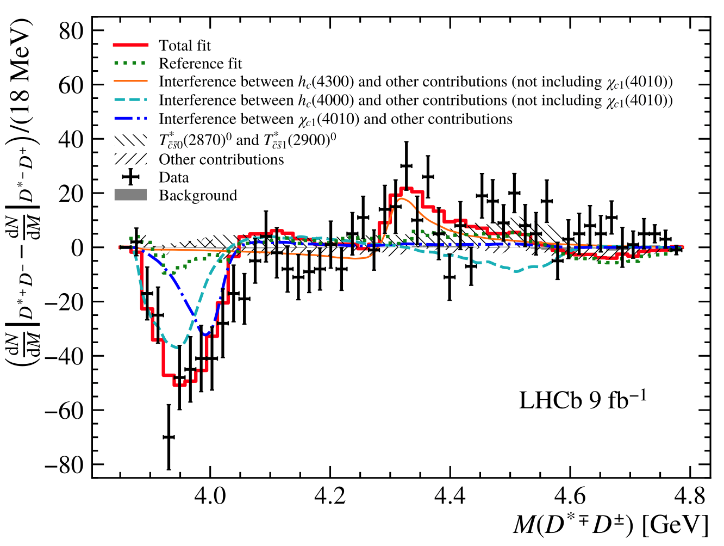 80
60
40
20
0
−20
−40
−60
−80
(dN/dM|D*+D− − dN/dM|D*−D+)/(18 MeV)
Total fit
Reference fit
Interference between h_c(4300) and other contributions (not including χ_c1(4010))
Interference between h_c(4000) and other contributions (not including χ_c1(4010))
Interference between χ_c1(4010) and other contributions
T*_c̄s̄0(2870)⁰ and T*_c̄s̄1(2900)⁰
Other contributions
Data
Background
LHCb 9 fb⁻¹
4.0 4.2 4.4 4.6 4.8
M(D*∓D±) [GeV]